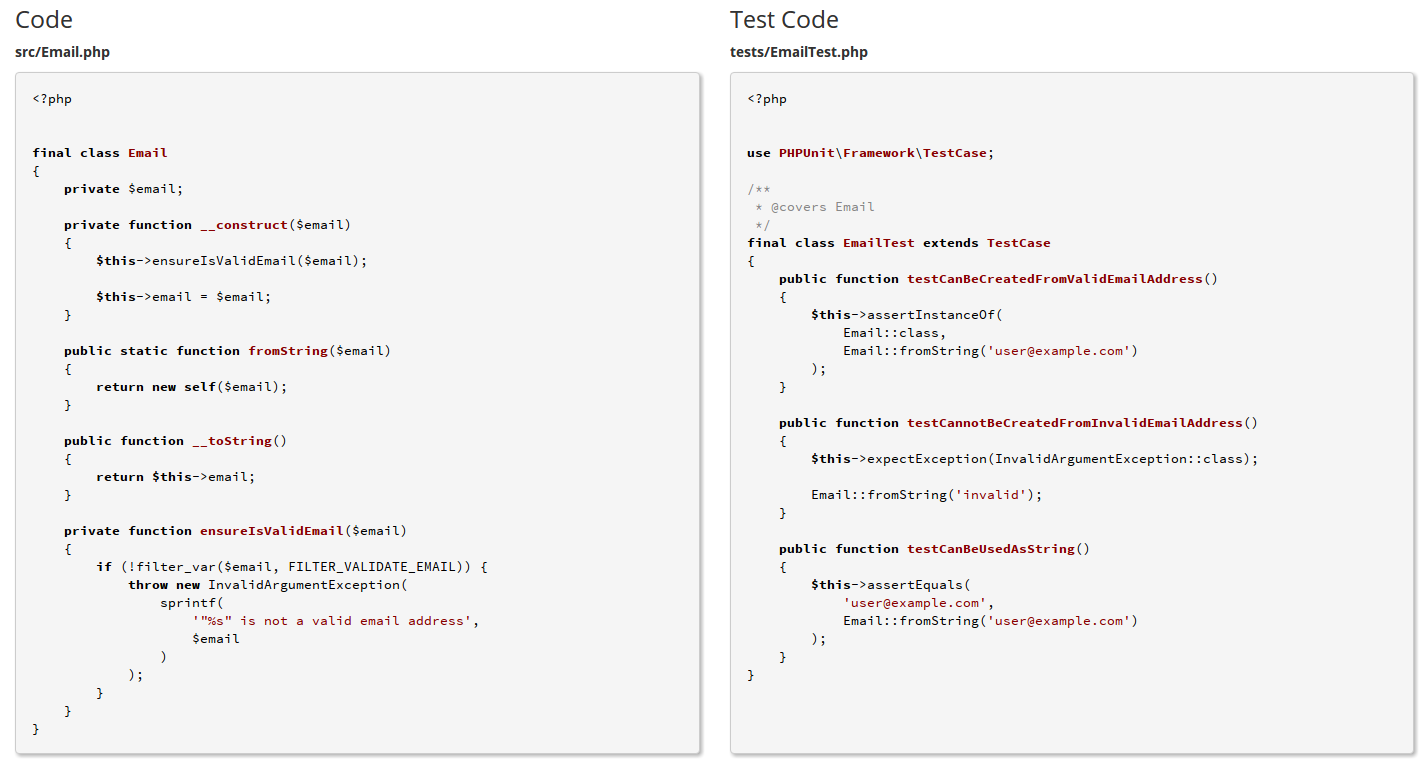 Code
src/Email.php
<?php
final class Email
{
    private $email;
    private function __construct($email)
    {
        $this->ensureIsValidEmail($email);
        $this->email = $email;
    }
    public static function fromString($email)
    {
        return new self($email);
    }
    public function __toString()
    {
        return $this->email;
    }
    private function ensureIsValidEmail($email)
    {
        if (!filter_var($email, FILTER_VALIDATE_EMAIL)) {
            throw new InvalidArgumentException(
                sprintf(
                    '"%s" is not a valid email address',
                    $email
                )
            );
        }
    }
}
Test Code
tests/EmailTest.php
<?php
use PHPUnit\Framework\TestCase;
/**
 * @covers Email
 */
final class EmailTest extends TestCase
{
    public function testCanBeCreatedFromValidEmailAddress()
    {
        $this->assertInstanceOf(
            Email::class,
            Email::fromString('user@example.com')
        );
    }
    public function testCannotBeCreatedFromInvalidEmailAddress()
    {
        $this->expectException(InvalidArgumentException::class);
        Email::fromString('invalid');
    }
    public function testCanBeUsedAsString()
    {
        $this->assertEquals(
            'user@example.com',
            Email::fromString('user@example.com')
        );
    }
}